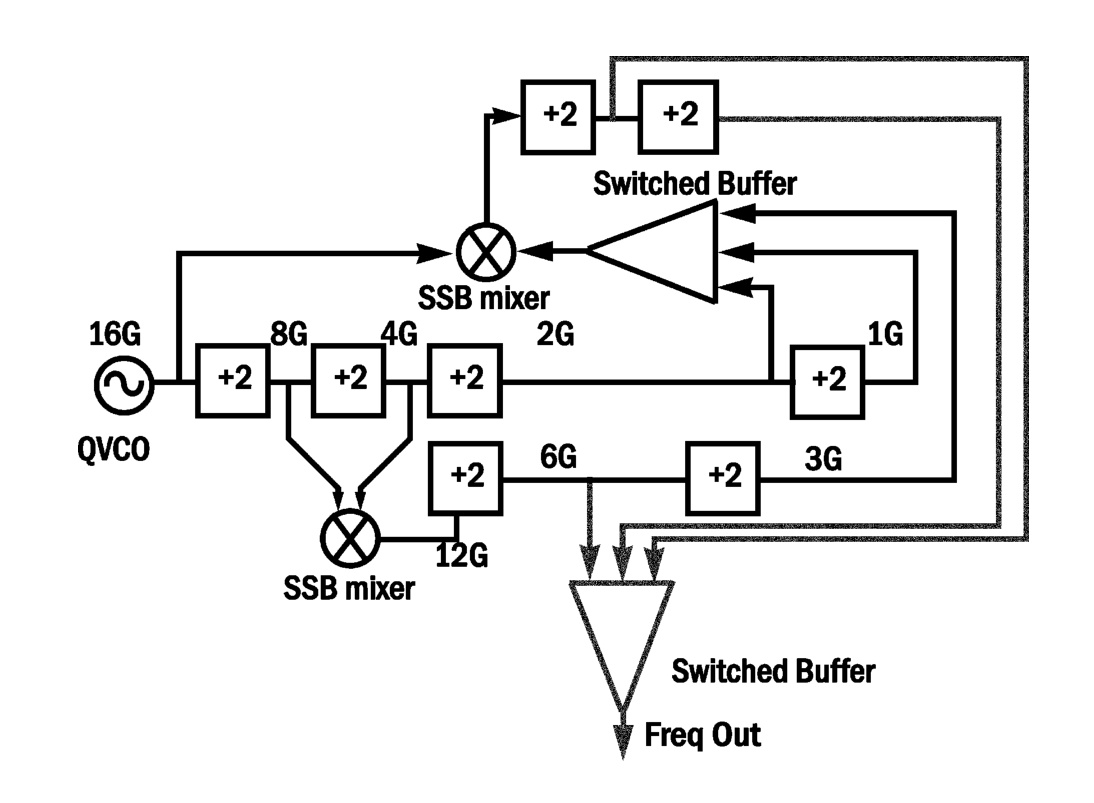 +2
+2
Switched Buffer
SSB mixer
16G
8G
4G
2G
1G
+2
+2
+2
+2
QVCO
+2
6G
+2
3G
12G
SSB mixer
Switched Buffer
Freq Out